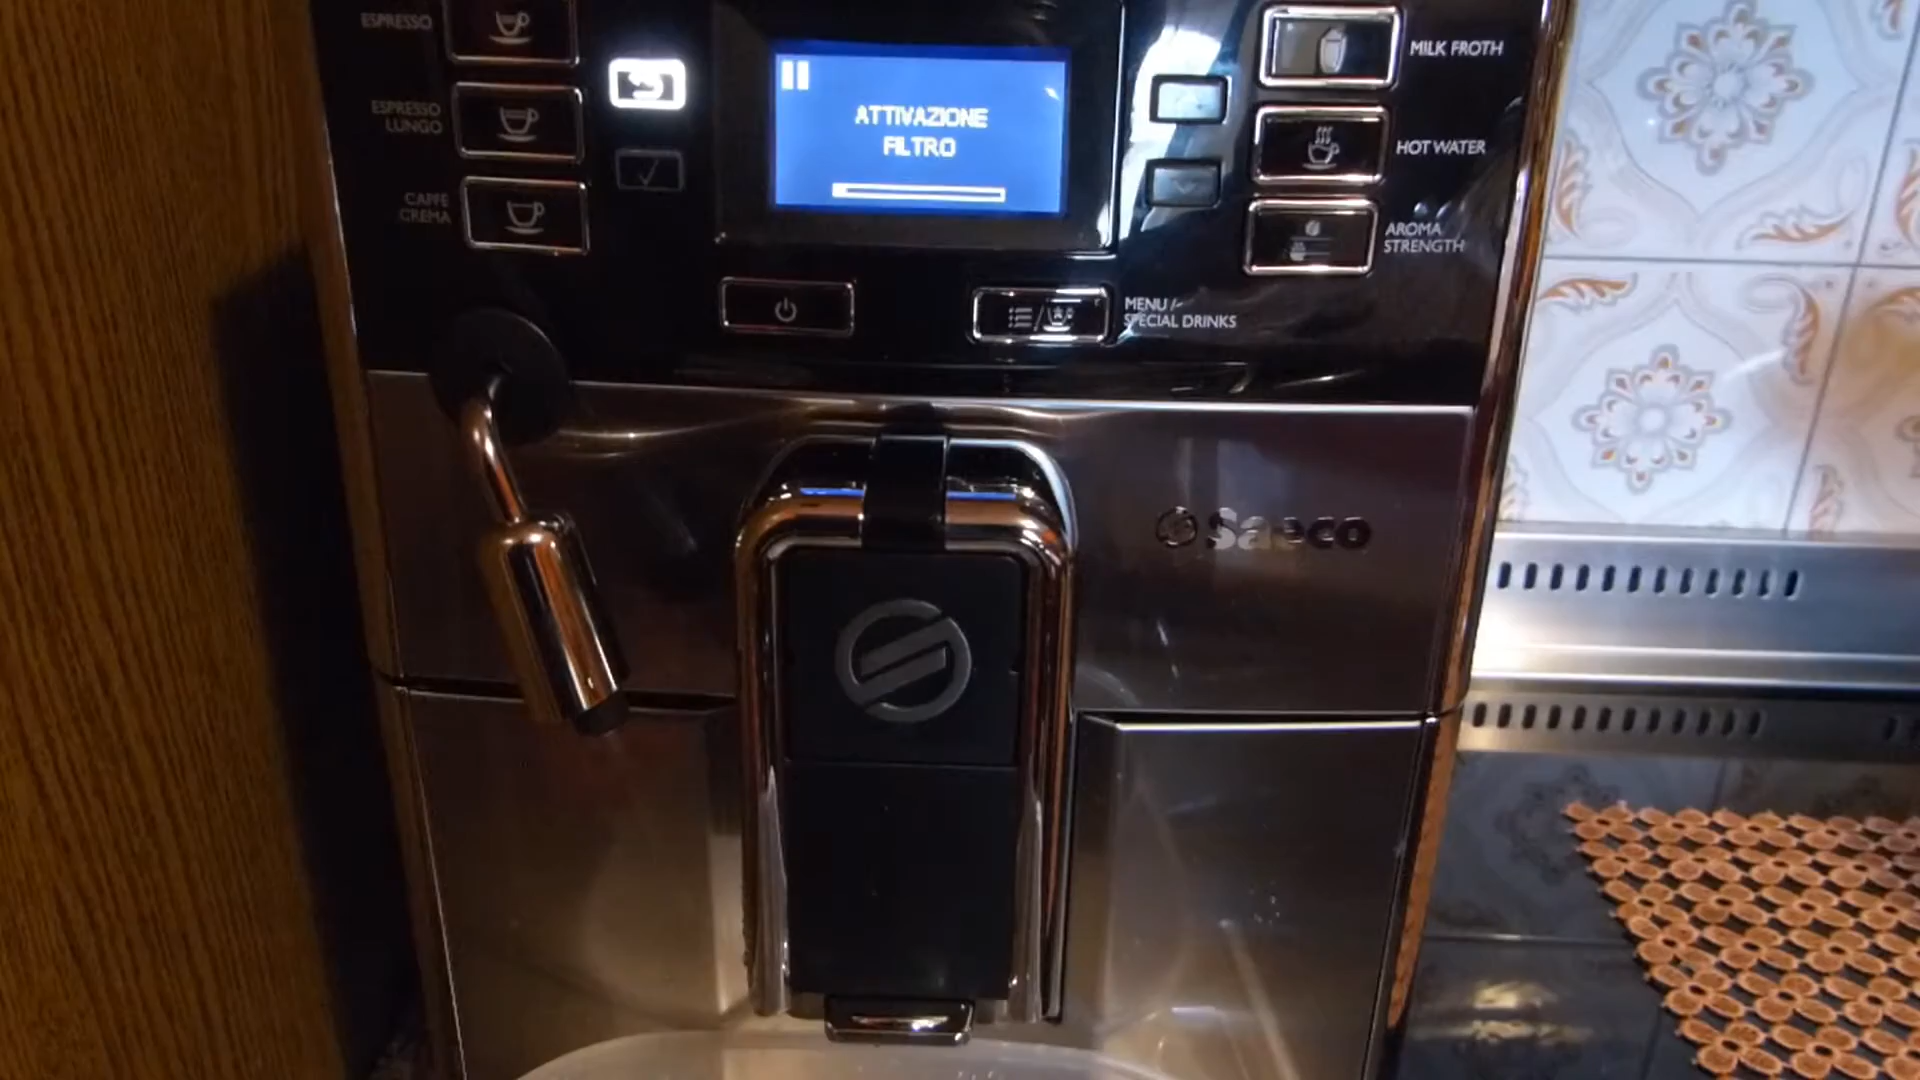 ESPRESSO
ESPRESSO
LUNGO
CAFFE
CREMA
ATTIVAZIONE
FILTRO
MILK FROTH
HOT WATER
AROMA
STRENGTH
MENU /
SPECIAL DRINKS
Saeco